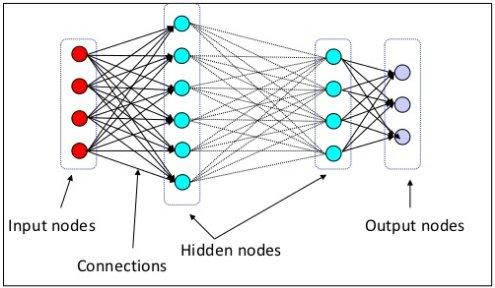 Input nodes
Connections
Hidden nodes
Output nodes